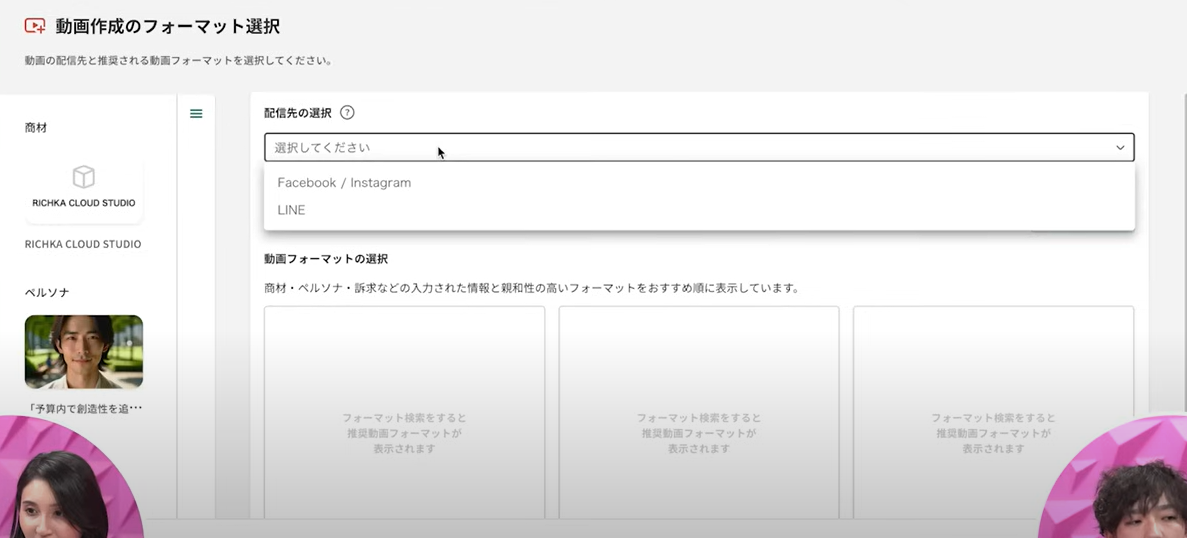 動画作成のフォーマット選択
動画の配信先と推奨される動画フォーマットを選択してください。
商材
RICHKA CLOUD STUDIO
RICHKA CLOUD STUDIO
ペルソナ
「予算内で創造性を追…
配信先の選択 ?
選択してください
Facebook / Instagram
LINE
動画フォーマットの選択
商材・ペルソナ・訴求などの入力された情報と親和性の高いフォーマットをおすすめ順に表示しています。
フォーマット検索をすると
推奨動画フォーマットが
表示されます
フォーマット検索をすると
推奨動画フォーマットが
表示されます
フォーマット検索をすると
推奨動画フォーマットが
表示されます